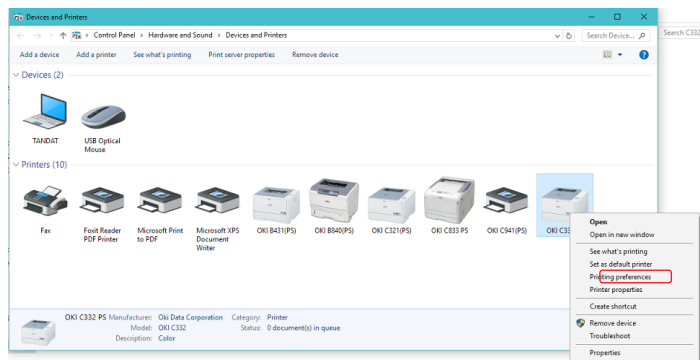 Devices and Printers
Control Panel › Hardware and Sound › Devices and Printers
Search Device...
Search C332
Add a device
Add a printer
See what's printing
Print server properties
Remove device
Devices (2)
TANDAT
USB Optical
Mouse
Printers (10)
Fax
Foxit Reader
PDF Printer
Microsoft Print
to PDF
Microsoft XPS
Document
Writer
OKI B431(PS)
OKI B840(PS)
OKI C321(PS)
OKI C833 PS
OKI C941(PS)
OKI C33
Open
Open in new window
See what's printing
Set as default printer
Printing preferences
Printer properties
Create shortcut
Remove device
Troubleshoot
Properties
OKI C332 PS Manufacturer: Oki Data Corporation Category: Printer
Model: OKI C332 Status: 0 document(s) in queue
Description: Color